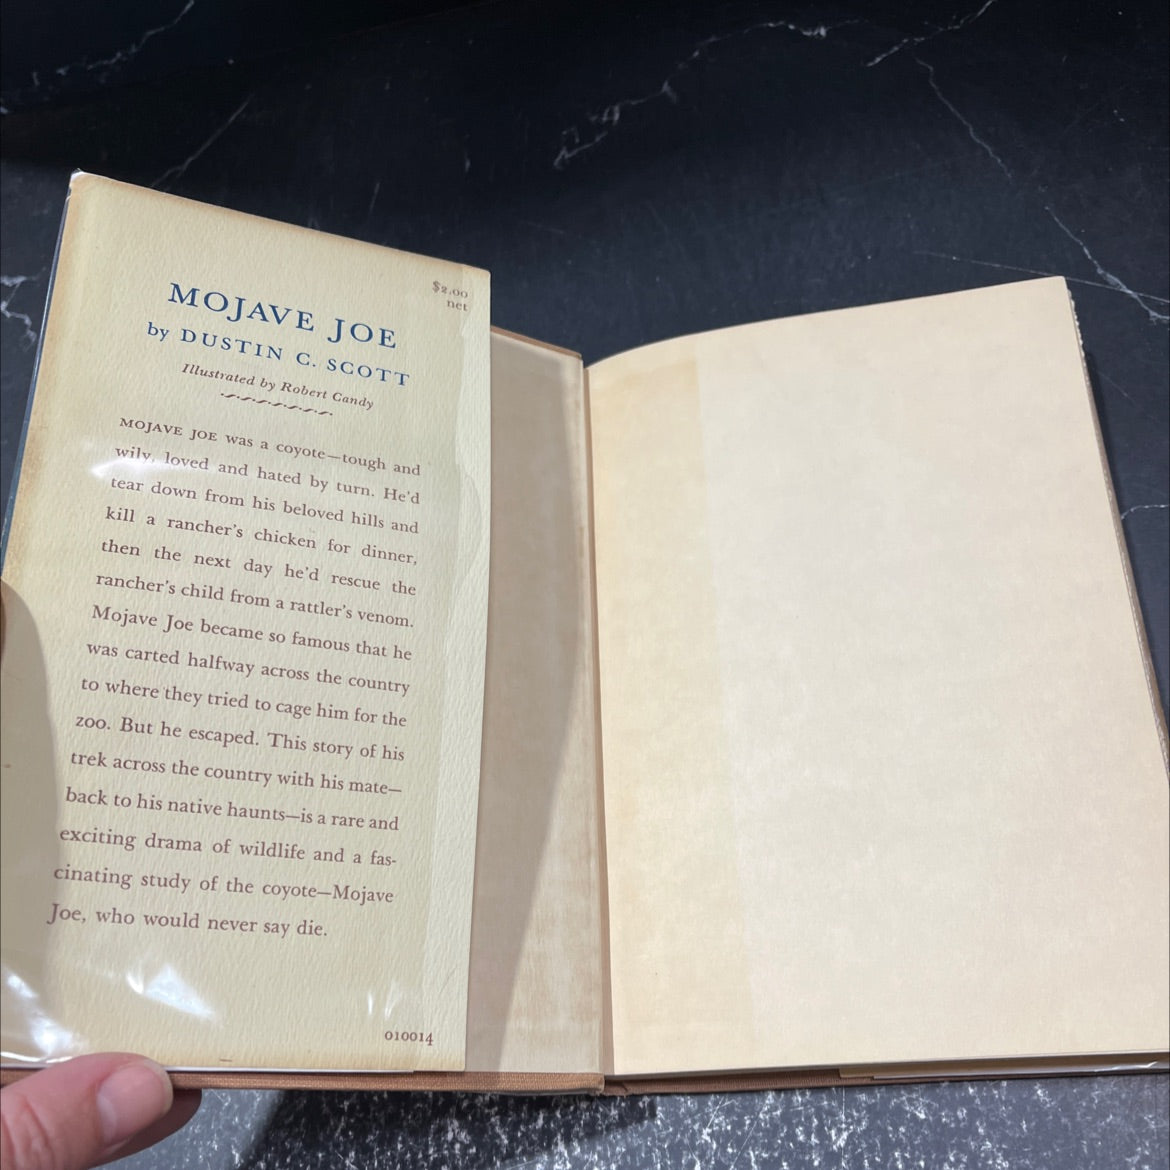 $2.00
net
MOJAVE JOE
by DUSTIN C. SCOTT
Illustrated by Robert Candy
MOJAVE JOE was a coyote—tough and
wily, loved and hated by turn. He'd
tear down from his beloved hills and
kill a rancher's chicken for dinner,
then the next day he'd rescue the
rancher's child from a rattler's venom.
Mojave Joe became so famous that he
was carted halfway across the country
to where they tried to cage him for the
zoo. But he escaped. This story of his
trek across the country with his mate—
back to his native haunts—is a rare and
exciting drama of wildlife and a fas-
cinating study of the coyote—Mojave
Joe, who would never say die.
010014